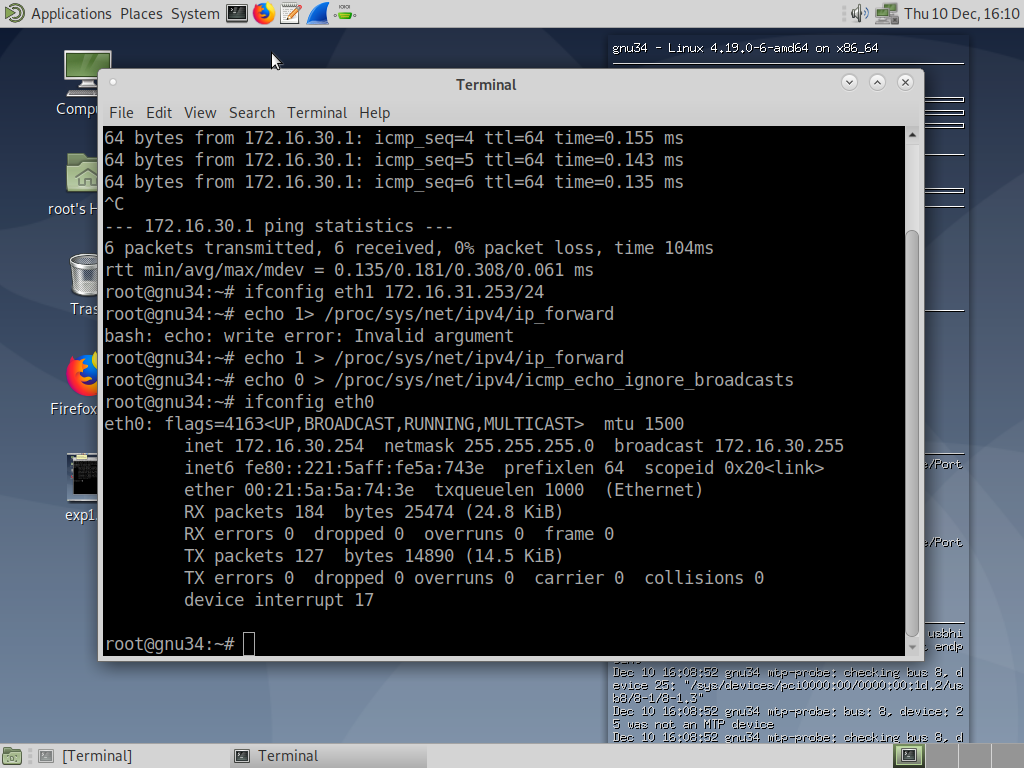 Applications Places System Thu 10 Dec, 16:10
gnu34 - Linux 4.19.0-6-amd64 on x86_64
Terminal
File Edit View Search Terminal Help
64 bytes from 172.16.30.1: icmp_seq=4 ttl=64 time=0.155 ms
64 bytes from 172.16.30.1: icmp_seq=5 ttl=64 time=0.143 ms
64 bytes from 172.16.30.1: icmp_seq=6 ttl=64 time=0.135 ms
^C
--- 172.16.30.1 ping statistics ---
6 packets transmitted, 6 received, 0% packet loss, time 104ms
rtt min/avg/max/mdev = 0.135/0.181/0.308/0.061 ms
root@gnu34:~# ifconfig eth1 172.16.31.253/24
root@gnu34:~# echo 1> /proc/sys/net/ipv4/ip_forward
bash: echo: write error: Invalid argument
root@gnu34:~# echo 1 > /proc/sys/net/ipv4/ip_forward
root@gnu34:~# echo 0 > /proc/sys/net/ipv4/icmp_echo_ignore_broadcasts
root@gnu34:~# ifconfig eth0
eth0: flags=4163<UP,BROADCAST,RUNNING,MULTICAST> mtu 1500
inet 172.16.30.254 netmask 255.255.255.0 broadcast 172.16.30.255
inet6 fe80::221:5aff:fe5a:743e prefixlen 64 scopeid 0x20<link>
ether 00:21:5a:5a:74:3e txqueuelen 1000 (Ethernet)
RX packets 184 bytes 25474 (24.8 KiB)
RX errors 0 dropped 0 overruns 0 frame 0
TX packets 127 bytes 14890 (14.5 KiB)
TX errors 0 dropped 0 overruns 0 carrier 0 collisions 0
device interrupt 17
root@gnu34:~#
Compu
root's H
Tras
Firefox
exp1.
e/Port
e/Port
usbhi
endp
Dec 10 16:08:52 gnu34 mtp-probe: checking bus 8, d
evice 25: "/sys/devices/pci0000:00/0000:00:1d.2/us
b8/8-1/8-1.3"
Dec 10 16:08:52 gnu34 mtp-probe: bus: 8, device: 2
5 was not an MTP device
Dec 10 16:08:52 gnu34 mtp-probe: checking bus 8, d
[Terminal] Terminal